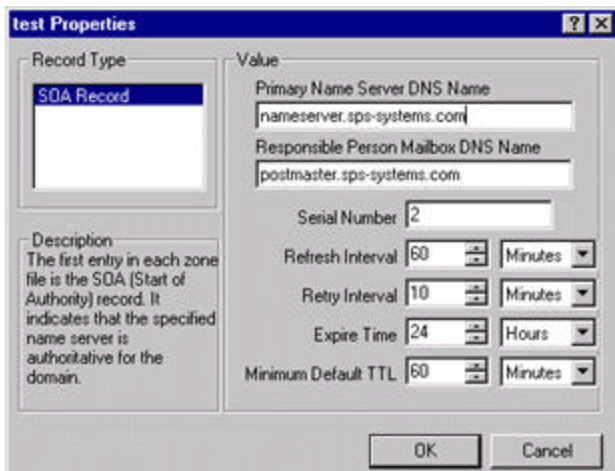 test Properties
Record Type
SOA Record
Description
The first entry in each zone
file is the SOA (Start of
Authority) record. It
indicates that the specified
name server is
authoritative for the
domain.
Value
Primary Name Server DNS Name
nameserver.sps-systems.com
Responsible Person Mailbox DNS Name
postmaster.sps-systems.com
Serial Number 2
Refresh Interval 60 Minutes
Retry Interval 10 Minutes
Expire Time 24 Hours
Minimum Default TTL 60 Minutes
OK Cancel